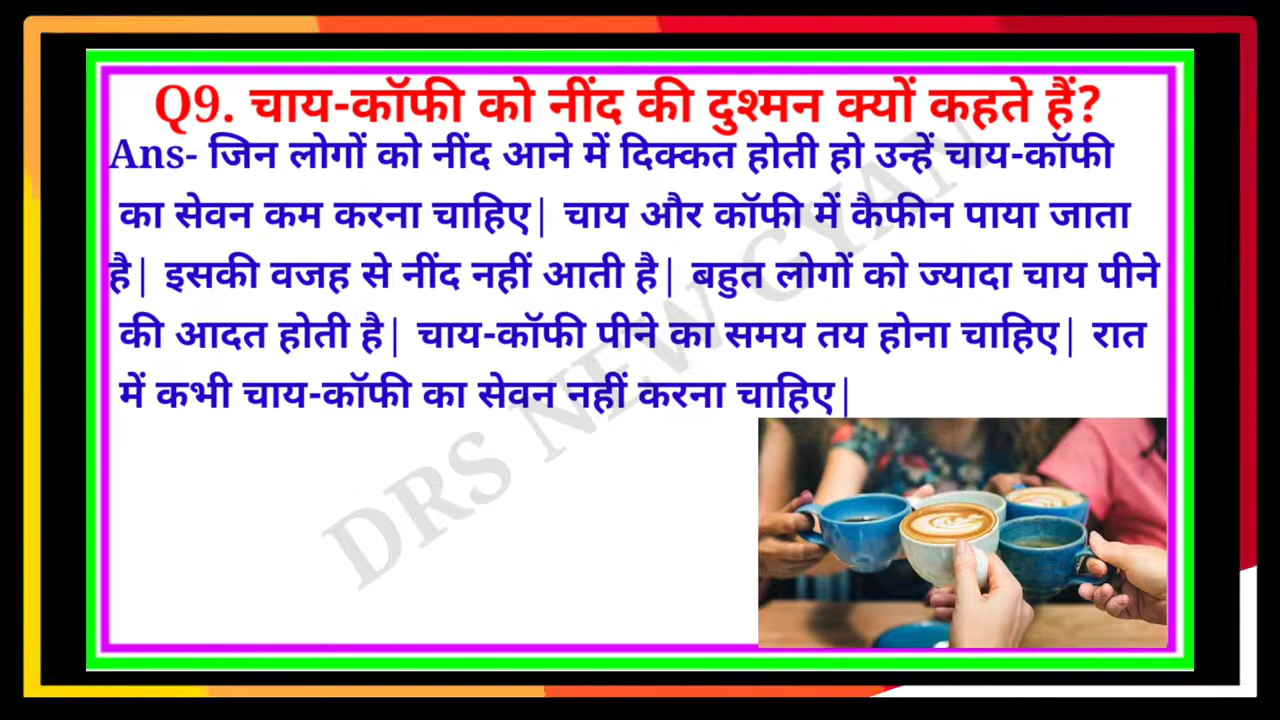 Q9. चाय-कॉफी को नींद की दुश्मन क्यों कहते हैं?
Ans- जिन लोगों को नींद आने में दिक्कत होती हो उन्हें चाय-कॉफी
का सेवन कम करना चाहिए| चाय और कॉफी में कैफीन पाया जाता
है| इसकी वजह से नींद नहीं आती है| बहुत लोगों को ज्यादा चाय पीने
की आदत होती है| चाय-कॉफी पीने का समय तय होना चाहिए| रात
में कभी चाय-कॉफी का सेवन नहीं करना चाहिए|
DRS NEW GYAN